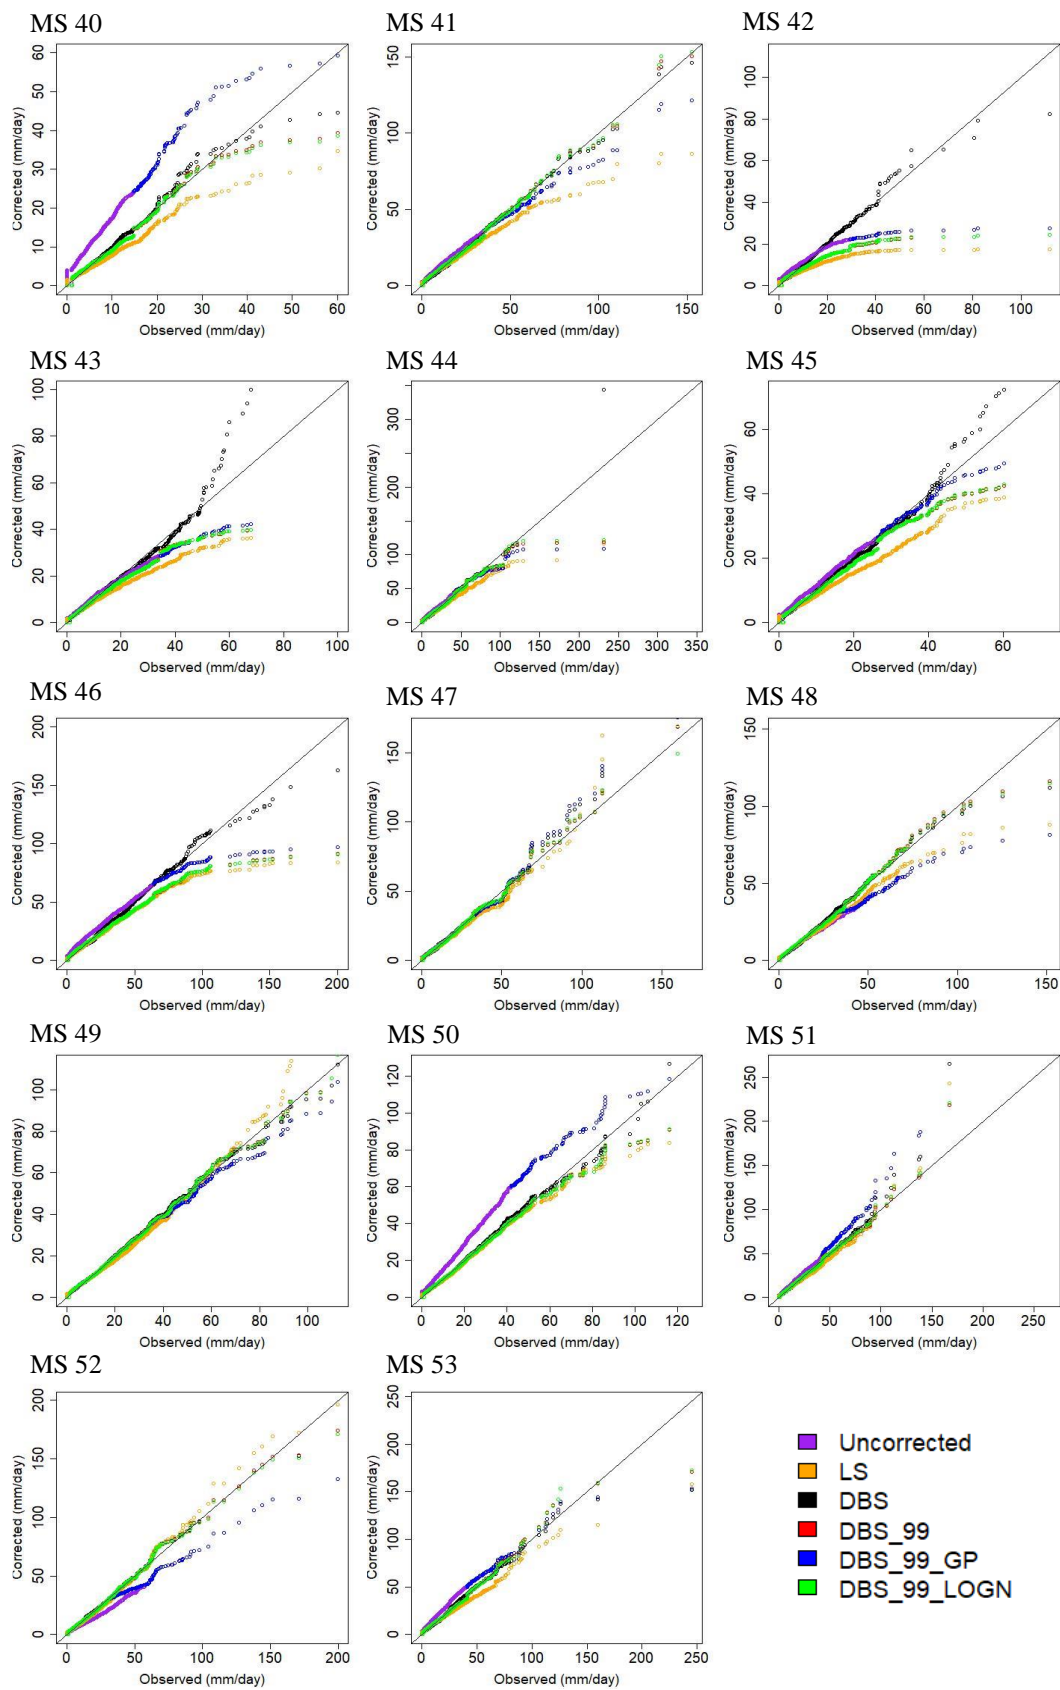 MS 40 MS 41 MS 42
Corrected (mm/day) 0 10 20 30 40 50 60
0 10 20 30 40 50 60
Observed (mm/day)
Corrected (mm/day) 0 50 100 150
0 50 100 150
Observed (mm/day)
Corrected (mm/day) 0 20 40 60 80 100
0 20 40 60 80 100
Observed (mm/day)
MS 43 MS 44 MS 45
Corrected (mm/day) 0 20 40 60 80 100
0 20 40 60 80 100
Observed (mm/day)
Corrected (mm/day) 0 50 100 200 300
0 50 100 150 200 250 300 350
Observed (mm/day)
Corrected (mm/day) 0 20 40 60
0 20 40 60
Observed (mm/day)
MS 46 MS 47 MS 48
Corrected (mm/day) 0 50 100 150 200
0 50 100 150 200
Observed (mm/day)
Corrected (mm/day) 0 50 100 150
0 50 100 150
Observed (mm/day)
Corrected (mm/day) 0 50 100 150
0 50 100 150
Observed (mm/day)
MS 49 MS 50 MS 51
Corrected (mm/day) 0 20 40 60 80 100
0 20 40 60 80 100
Observed (mm/day)
Corrected (mm/day) 0 20 40 60 80 100 120
0 20 40 60 80 100 120
Observed (mm/day)
Corrected (mm/day) 0 50 100 150 200 250
0 50 100 150 200 250
Observed (mm/day)
MS 52 MS 53
Corrected (mm/day) 0 50 100 150 200
0 50 100 150 200
Observed (mm/day)
Corrected (mm/day) 0 50 100 150 200 250
0 50 100 150 200 250
Observed (mm/day)
Uncorrected
LS
DBS
DBS_99
DBS_99_GP
DBS_99_LOGN